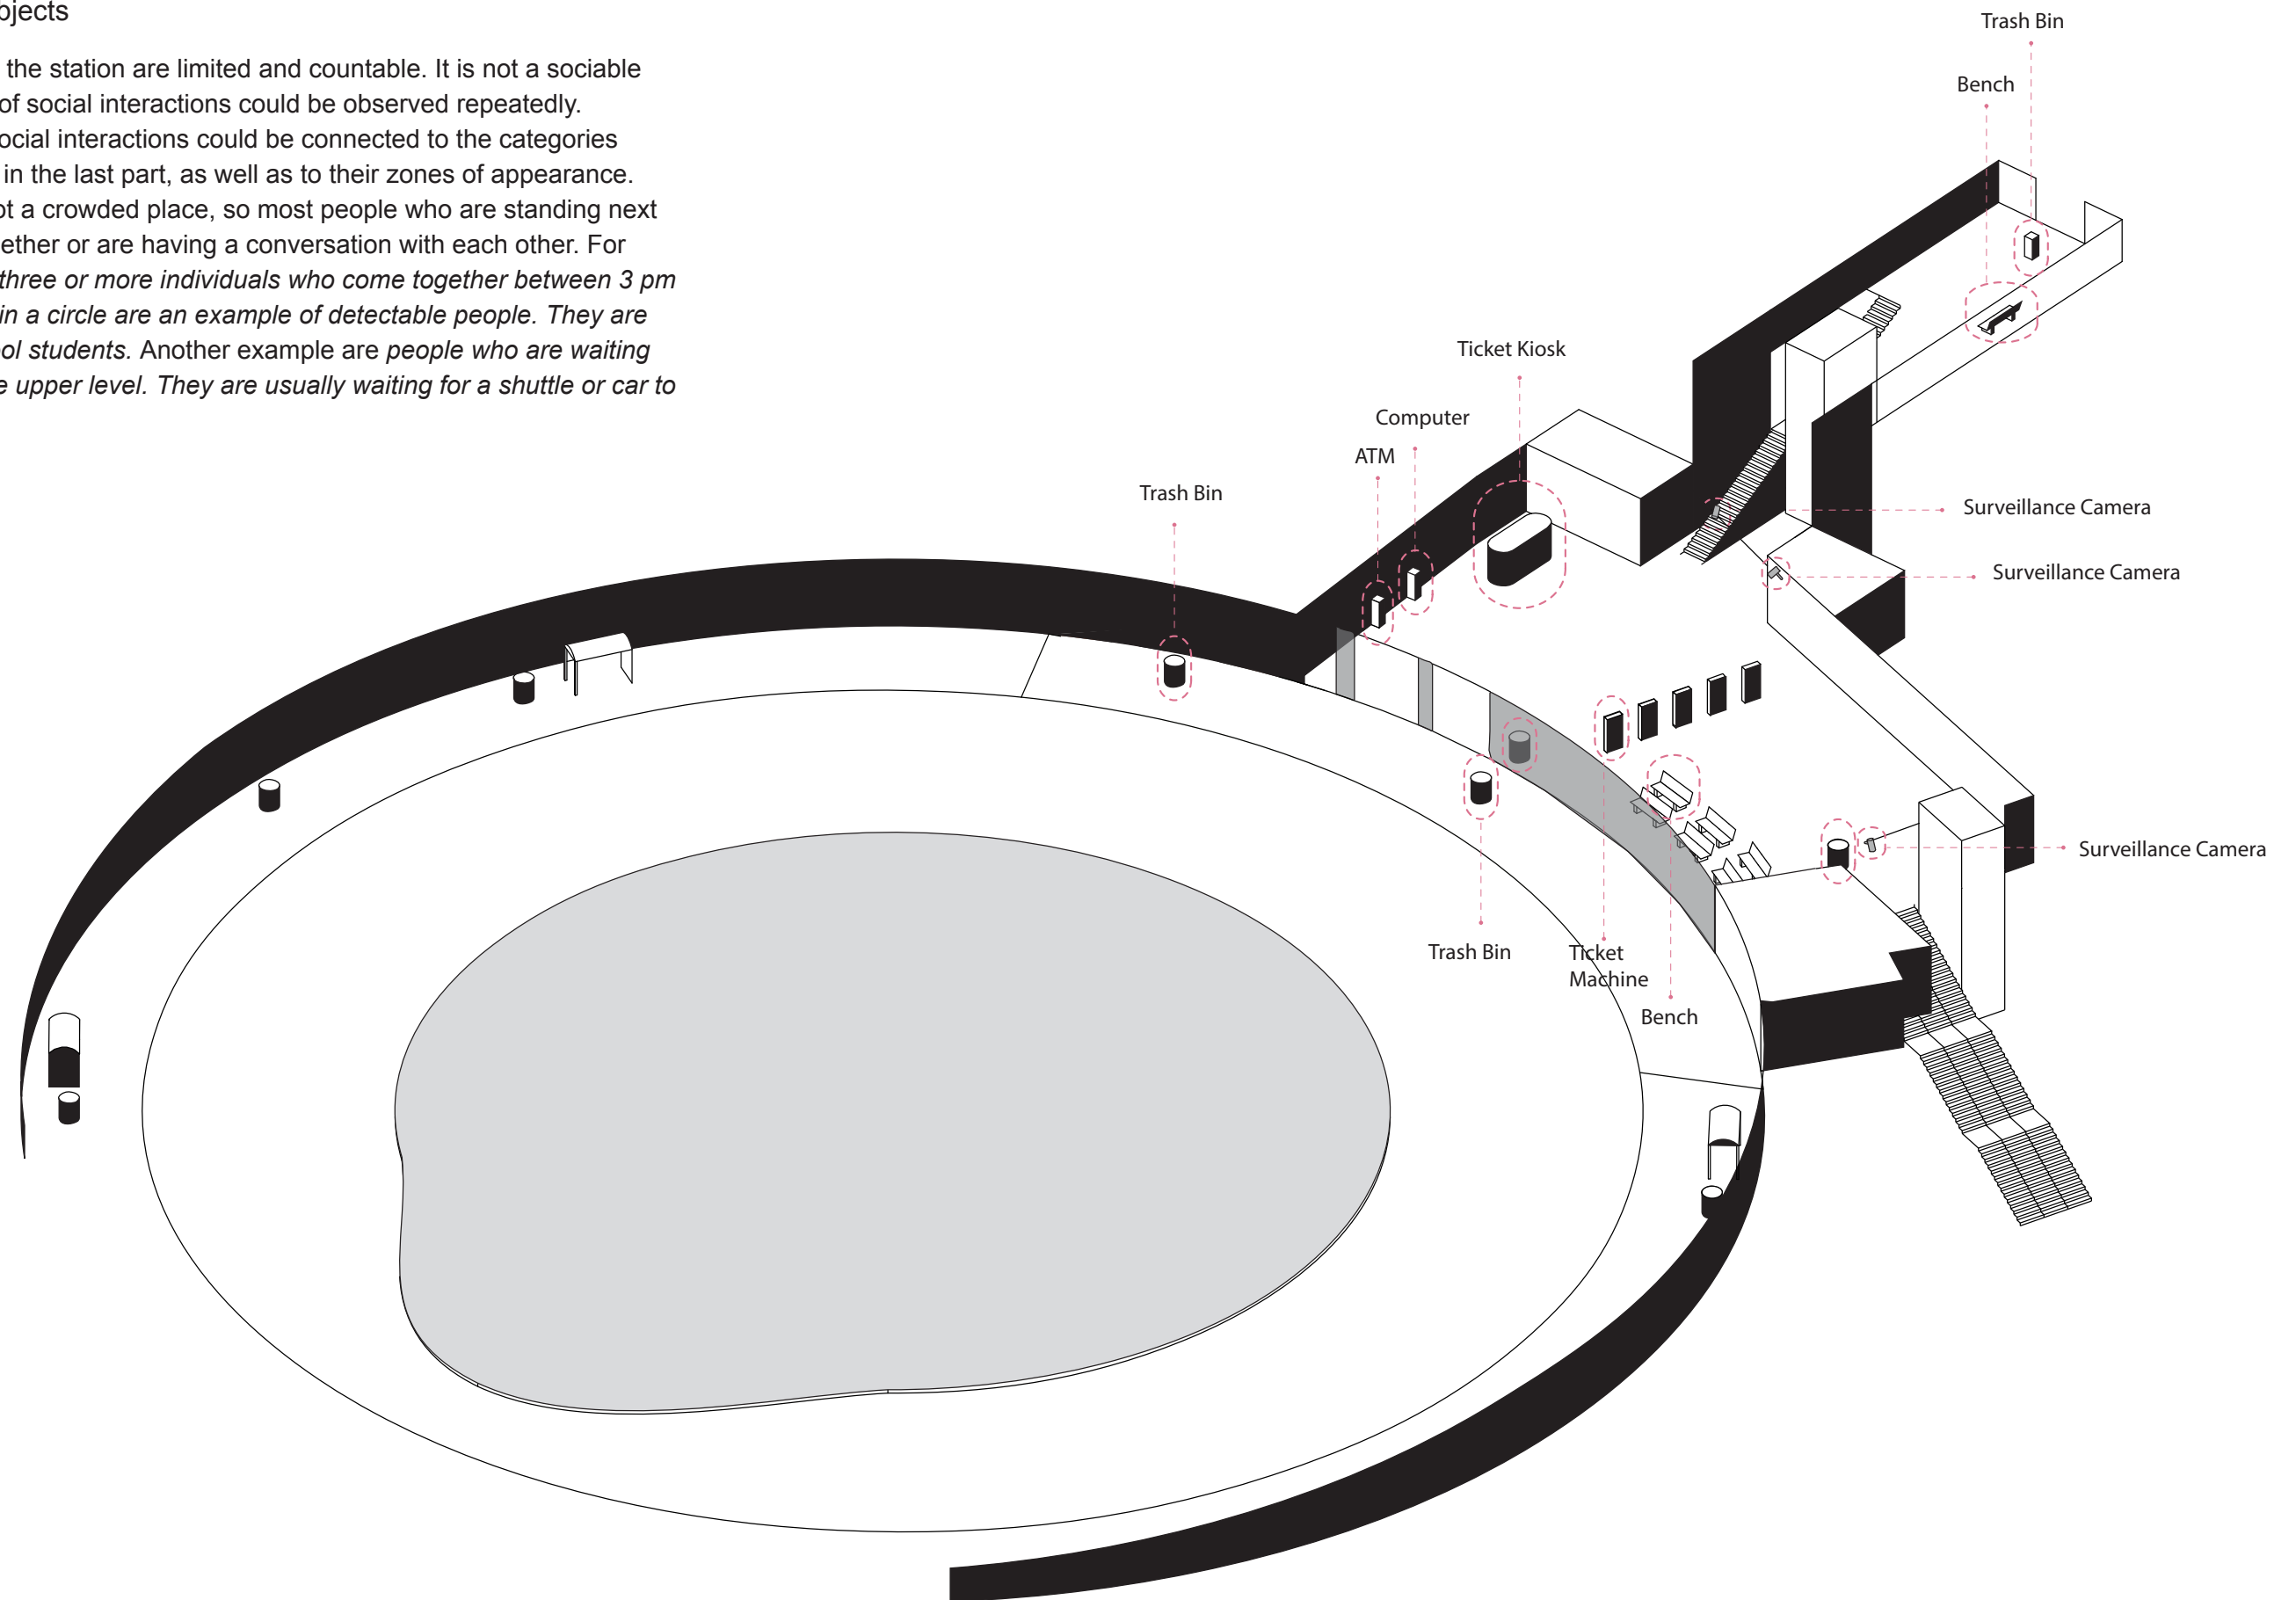 bjects
the station are limited and countable. It is not a sociable
of social interactions could be observed repeatedly.
ocial interactions could be connected to the categories
in the last part, as well as to their zones of appearance.
ot a crowded place, so most people who are standing next
gether or are having a conversation with each other. For
three or more individuals who come together between 3 pm
in a circle are an example of detectable people. They are
ool students. Another example are people who are waiting
e upper level. They are usually waiting for a shuttle or car to
Trash Bin
Bench
Ticket Kiosk
Computer
ATM
Trash Bin
Surveillance Camera
Surveillance Camera
Surveillance Camera
Trash Bin
Ticket
Machine
Bench